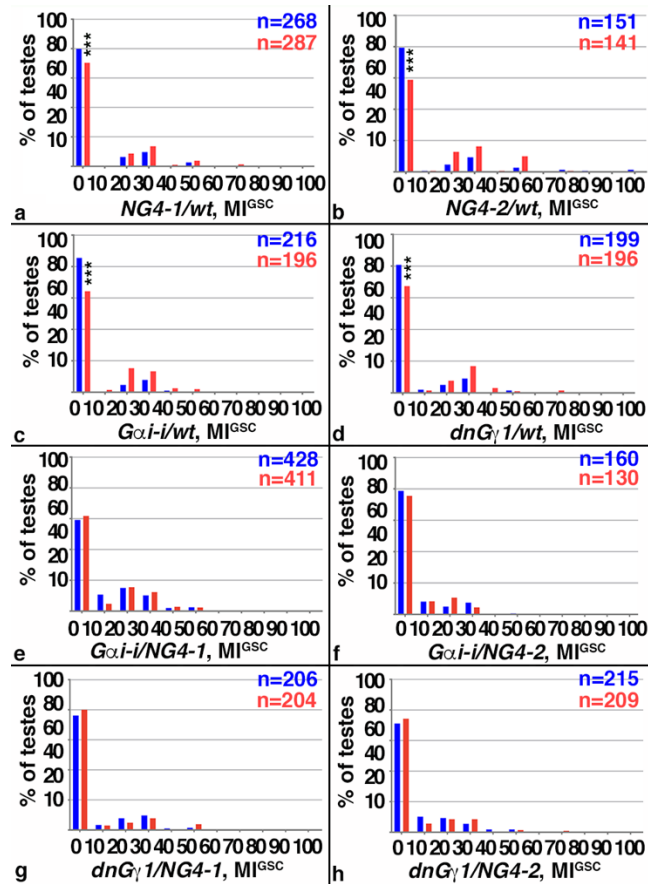 100
80
60
40
10
% of testes
***
n=268
n=287
0 10 20 30 40 50 60 70 80 90 100
a
NG4-1/wt, MI^GSC
100
80
60
40
10
% of testes
***
n=151
n=141
0 10 20 30 40 50 60 70 80 90 100
b
NG4-2/wt, MI^GSC
100
80
60
40
10
% of testes
***
n=216
n=196
0 10 20 30 40 50 60 70 80 90 100
c
Gαi-i/wt, MI^GSC
100
80
60
40
10
% of testes
***
n=199
n=196
0 10 20 30 40 50 60 70 80 90 100
d
dnGγ1/wt, MI^GSC
100
80
60
40
10
% of testes
n=428
n=411
0 10 20 30 40 50 60 70 80 90 100
e
Gαi-i/NG4-1, MI^GSC
100
80
60
40
10
% of testes
n=160
n=130
0 10 20 30 40 50 60 70 80 90 100
f
Gαi-i/NG4-2, MI^GSC
100
80
60
20
10
% of testes
n=206
n=204
0 10 20 30 40 50 60 70 80 90 100
g
dnGγ1/NG4-1, MI^GSC
100
80
60
20
10
% of testes
n=215
n=209
0 10 20 30 40 50 60 70 80 90 100
h
dnGγ1/NG4-2, MI^GSC